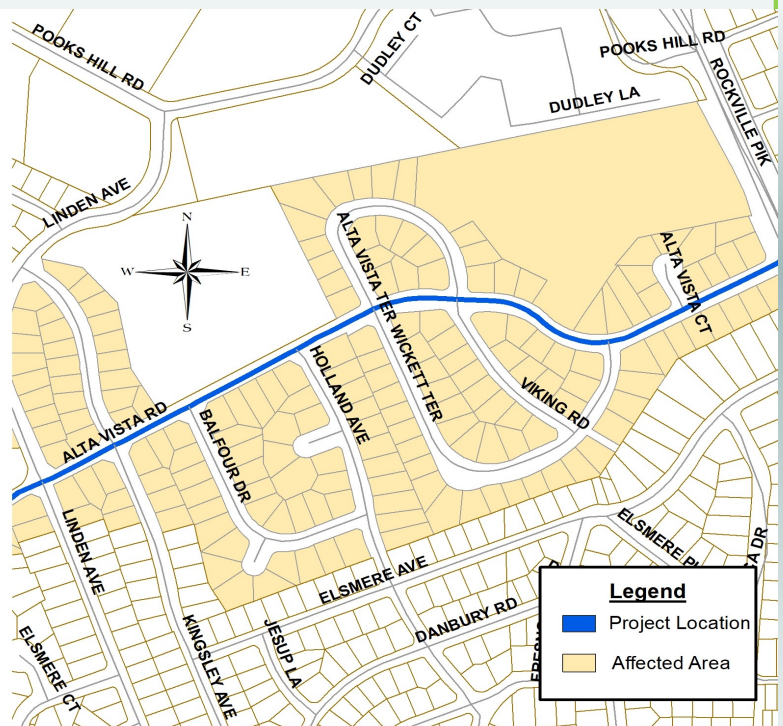 POOKS HILL RD
DUDLEY CT
POOKS HILL RD
ROCKVILLE PIK
DUDLEY LA
LINDEN AVE
N
W
E
S
ALTA VISTA TER
ALTA VISTA CT
WICKETT TER
HOLLAND AVE
VIKING RD
ALTA VISTA RD
BALFOUR DR
LINDEN AVE
ELSMERE AVE
ELSMERE PL
DANBURY RD
KINGSLEY AVE
JESUP LA
ELSMERE CT
Legend
Project Location
Affected Area